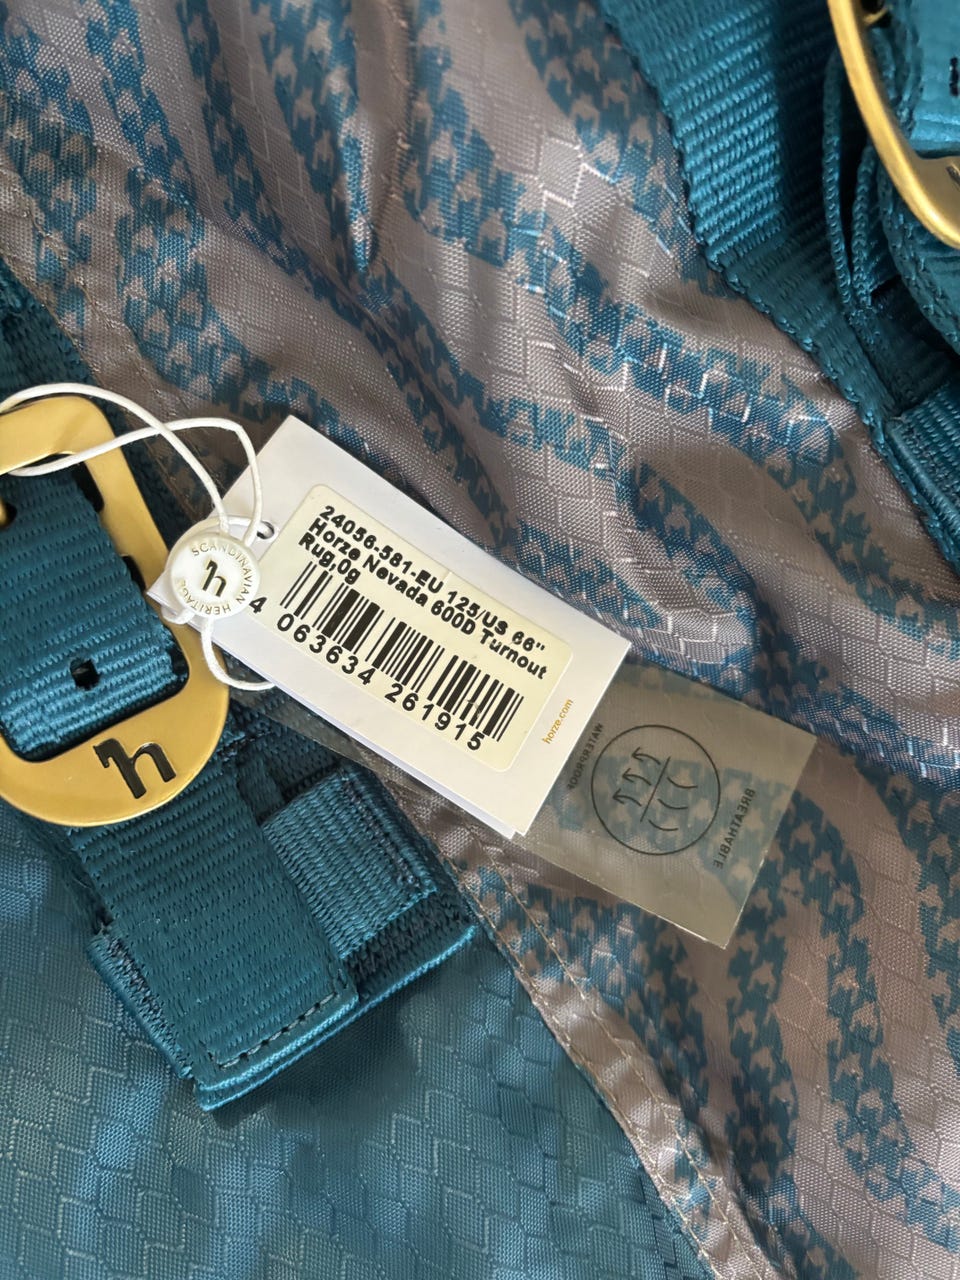 24056-581-EU 125/US 66"
Horze Nevada 600D Turnout
Rug,0g
4 063634 261915
horze.com
SCANDINAVIAN HERITAGE
h
h
WATERPROOF
BREATHABLE